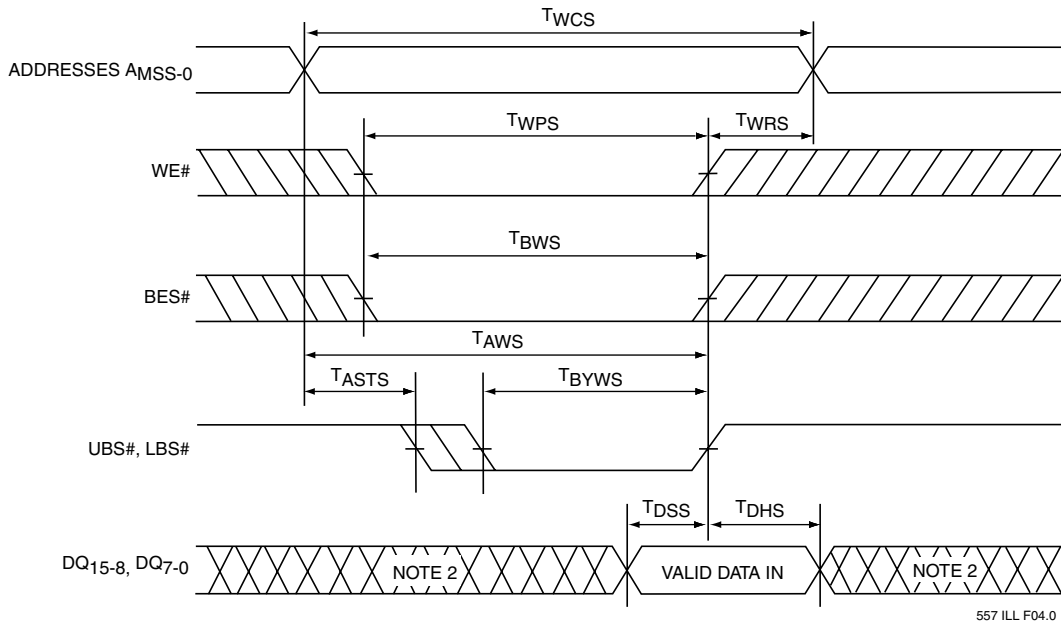 TWCS
ADDRESSES AMSS-0
TWPS
TWRS
WE#
TBWS
BES#
TAWS
TASTS
TBYWS
UBS#, LBS#
TDSS
TDHS
DQ15-8, DQ7-0
NOTE 2
VALID DATA IN
NOTE 2
557 ILL F04.0